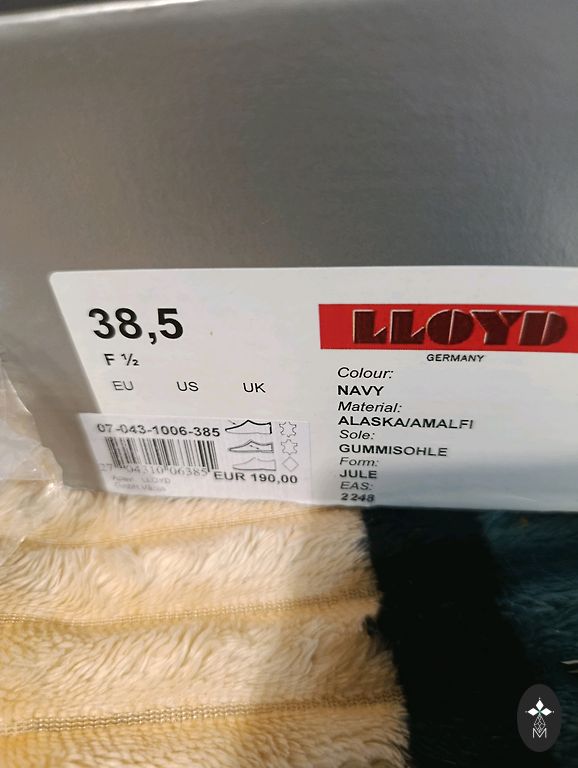 38,5
F ½
EU US UK
07-043-1006-385
EUR 190,00
LLOYD
GERMANY
Colour:
NAVY
Material:
ALASKA/AMALFI
Sole:
GUMMISOHLE
Form:
JULE
EAS:
2248
M